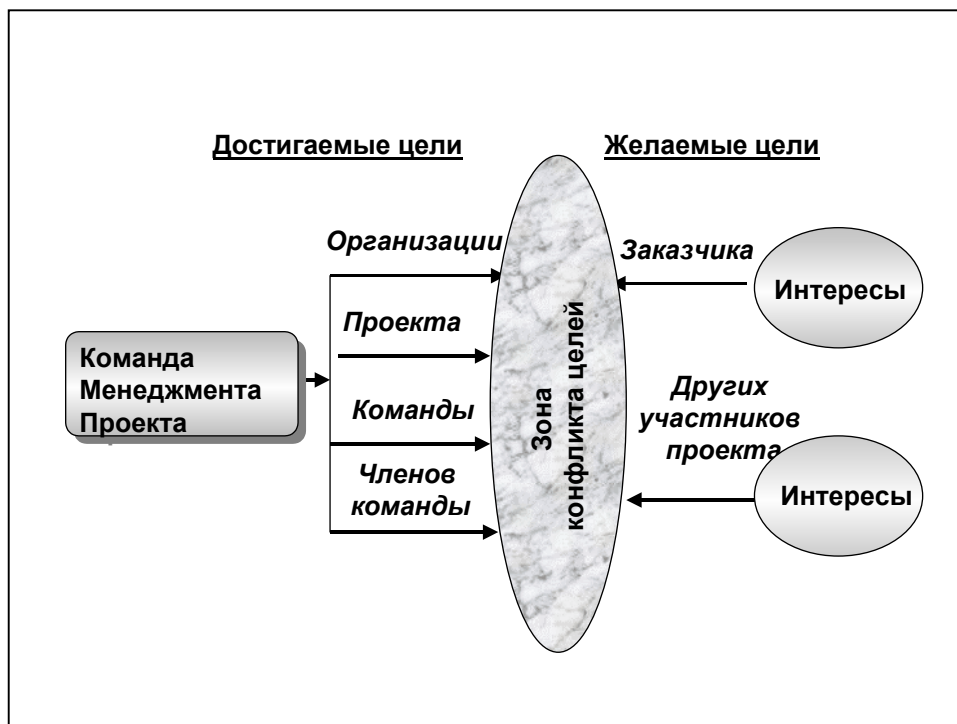 Достигаемые цели
Желаемые цели
Организации
Проекта
Команды
Членов
команды
Команда
Менеджмента
Проекта
Зона
конфликта целей
Заказчика
Интересы
Других
участников
проекта
Интересы